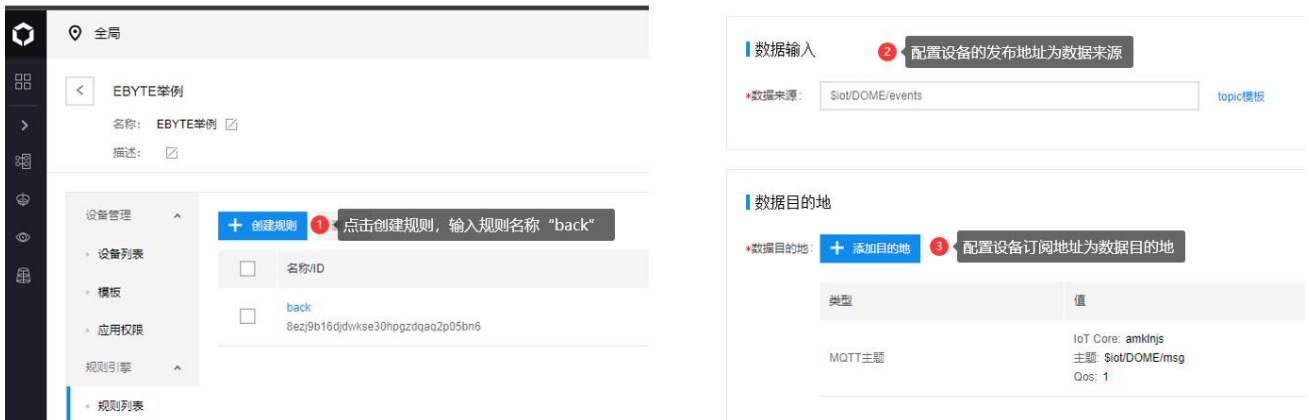 全局
EBYTE举例
名称: EBYTE举例
描述:
设备管理
设备列表
模板
应用权限
规则引擎
规则列表
+ 创建规则
1 点击创建规则，输入规则名称“back”
名称/ID
back
8ezj9b16djdwkse30hpgzdqaq2p05bn6
数据输入
2 配置设备的发布地址为数据来源
*数据来源: $iot/DOME/events topic模板
数据目的地
*数据目的地: + 添加目的地
3 配置设备订阅地址为数据目的地
类型 值
IoT Core: amklnjs
MQTT主题 主题: $iot/DOME/msg
Qos: 1